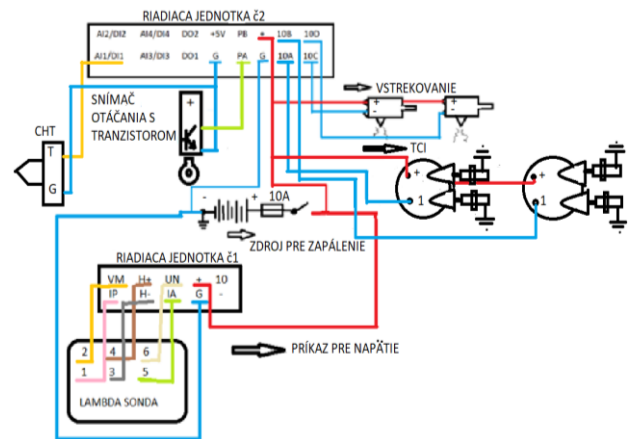 RIADIACA JEDNOTKA č2
AI2/DI2 AI4/DI4 DO2 +5V PB + 10B 10D
AI1/DI1 AI3/DI3 DO1 G PA G 10A 10C
SNÍMAČ
OTÁČANIA S
TRANZISTOROM
+
CHT
T
G
VSTREKOVANIE
+
-
+
-
TCI
+
1
+
1
- + 10A
ZDROJ PRE ZAPÁLENIE
RIADIACA JEDNOTKA č1
VM H+ UN + 10
IP H- IA G -
PRÍKAZ PRE NAPÄTIE
2 4 6
1 3 5
LAMBDA SONDA